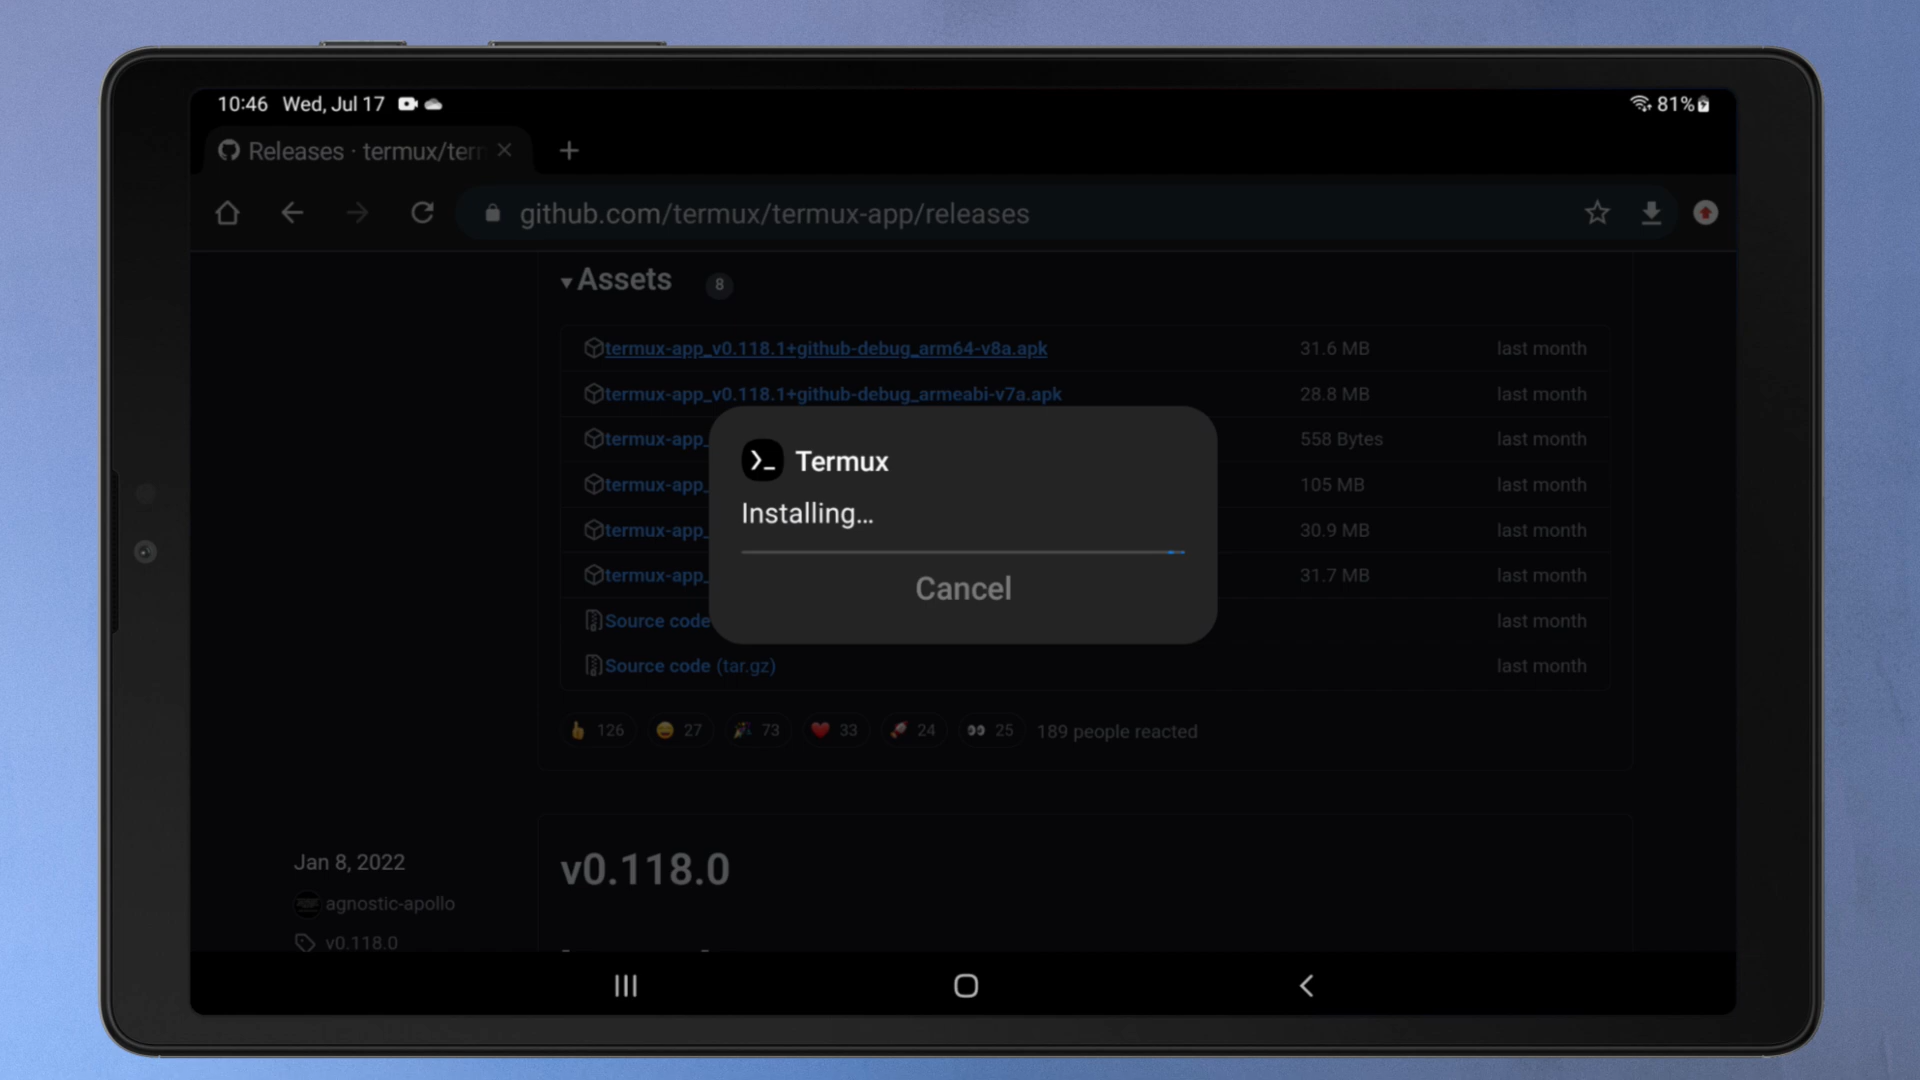 10:46 Wed, Jul 17
81%
Releases · termux/tern
github.com/termux/termux-app/releases
Assets 8
termux-app_v0.118.1+github-debug_arm64-v8a.apk 31.6 MB last month
termux-app_v0.118.1+github-debug_armeabi-v7a.apk 28.8 MB last month
termux-app_ 558 Bytes last month
termux-app_ 105 MB last month
termux-app_ 30.9 MB last month
termux-app_ 31.7 MB last month
Source code last month
Source code (tar.gz) last month
>_ Termux
Installing...
Cancel
126 27 73 33 24 25 189 people reacted
Jan 8, 2022
agnostic-apollo
v0.118.0
v0.118.0